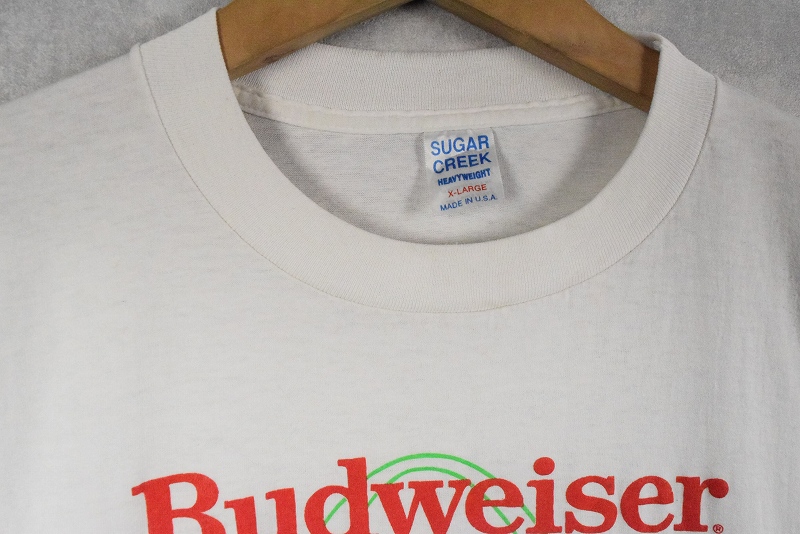 SUGAR
CREEK
HEAVYWEIGHT
X-LARGE
MADE IN U.S.A.
Budweiser®